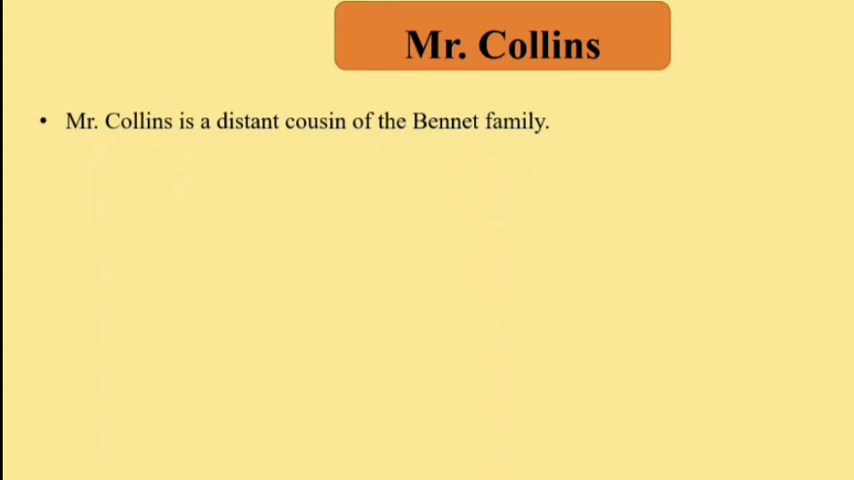 Mr. Collins
• Mr. Collins is a distant cousin of the Bennet family.